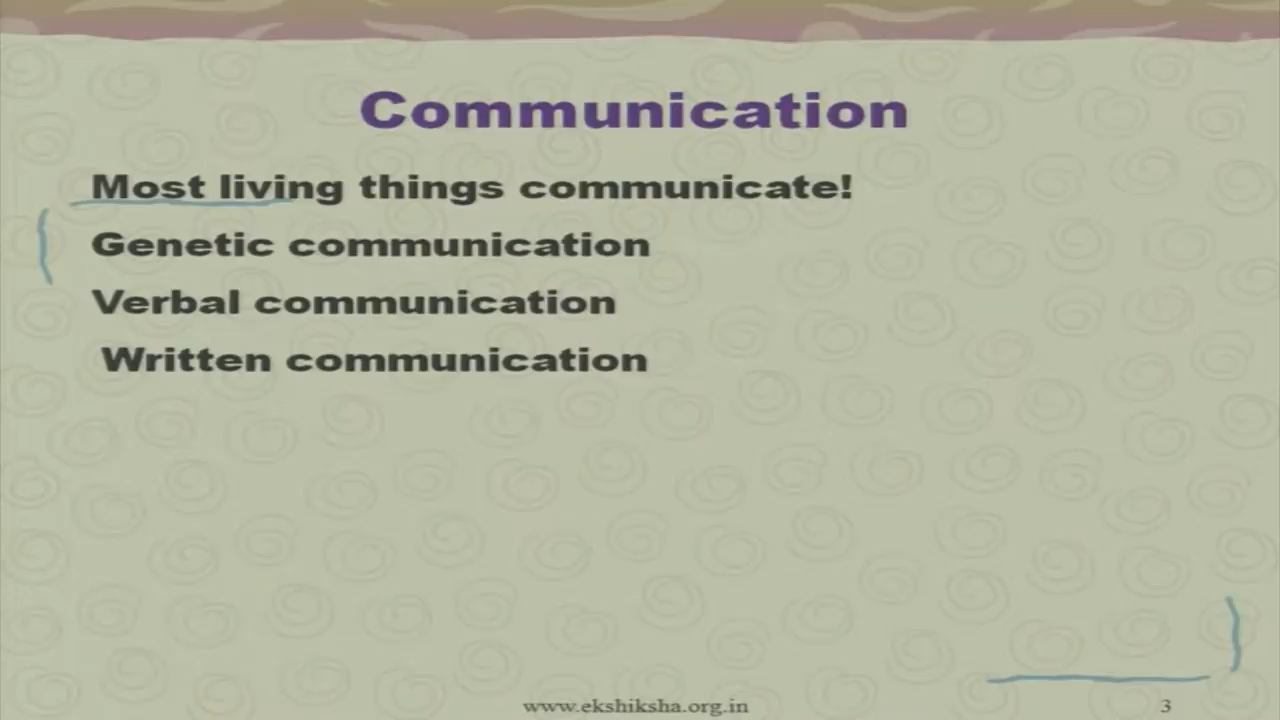 Communication
Most living things communicate!
Genetic communication
Verbal communication
Written communication
www.ekshiksha.org.in
3